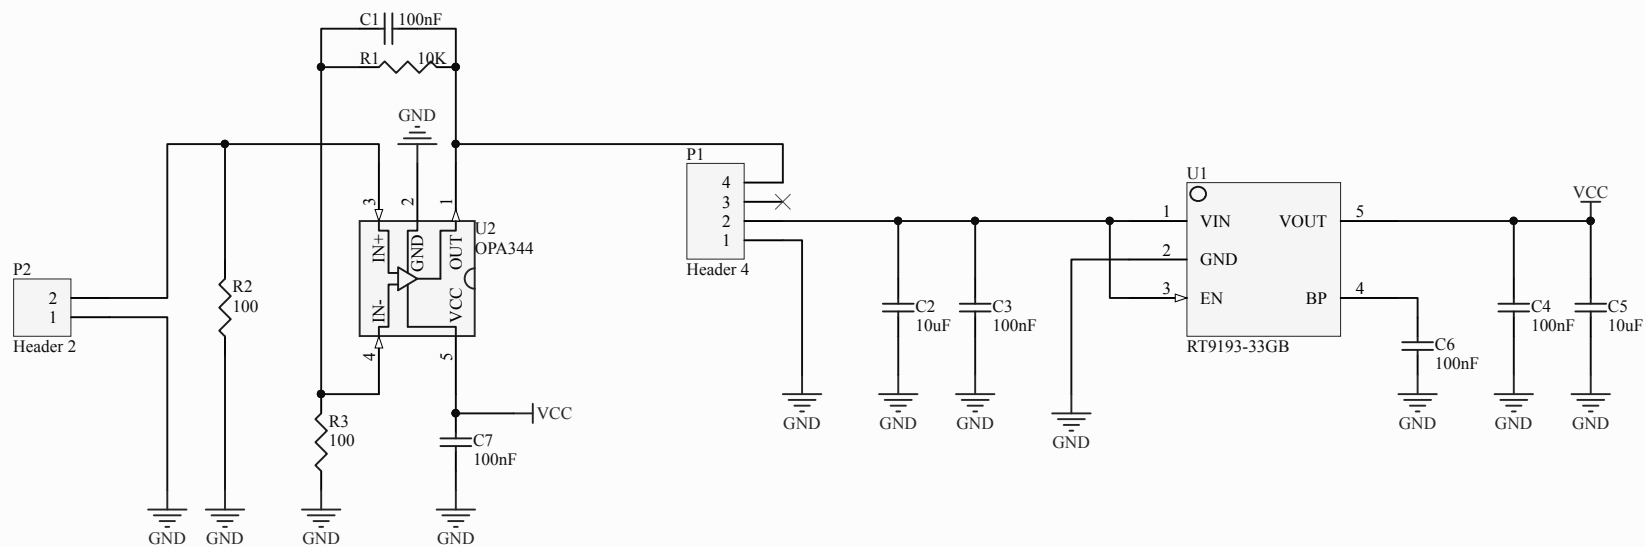 C1 100nF
R1 10K
GND
P1
4
3
2
1
Header 4
U1
1 VIN VOUT 5
2 GND
3 EN BP 4
RT9193-33GB
VCC
3 2 1
U2
OPA344
IN+ GND OUT
IN- VCC
4 5
P2
2
1
Header 2
R2
100
R3
100
VCC
C7
100nF
C2
10uF
C3
100nF
C6
100nF
C4
100nF
C5
10uF
GND
GND
GND
GND
GND
GND
GND
GND
GND
GND
GND